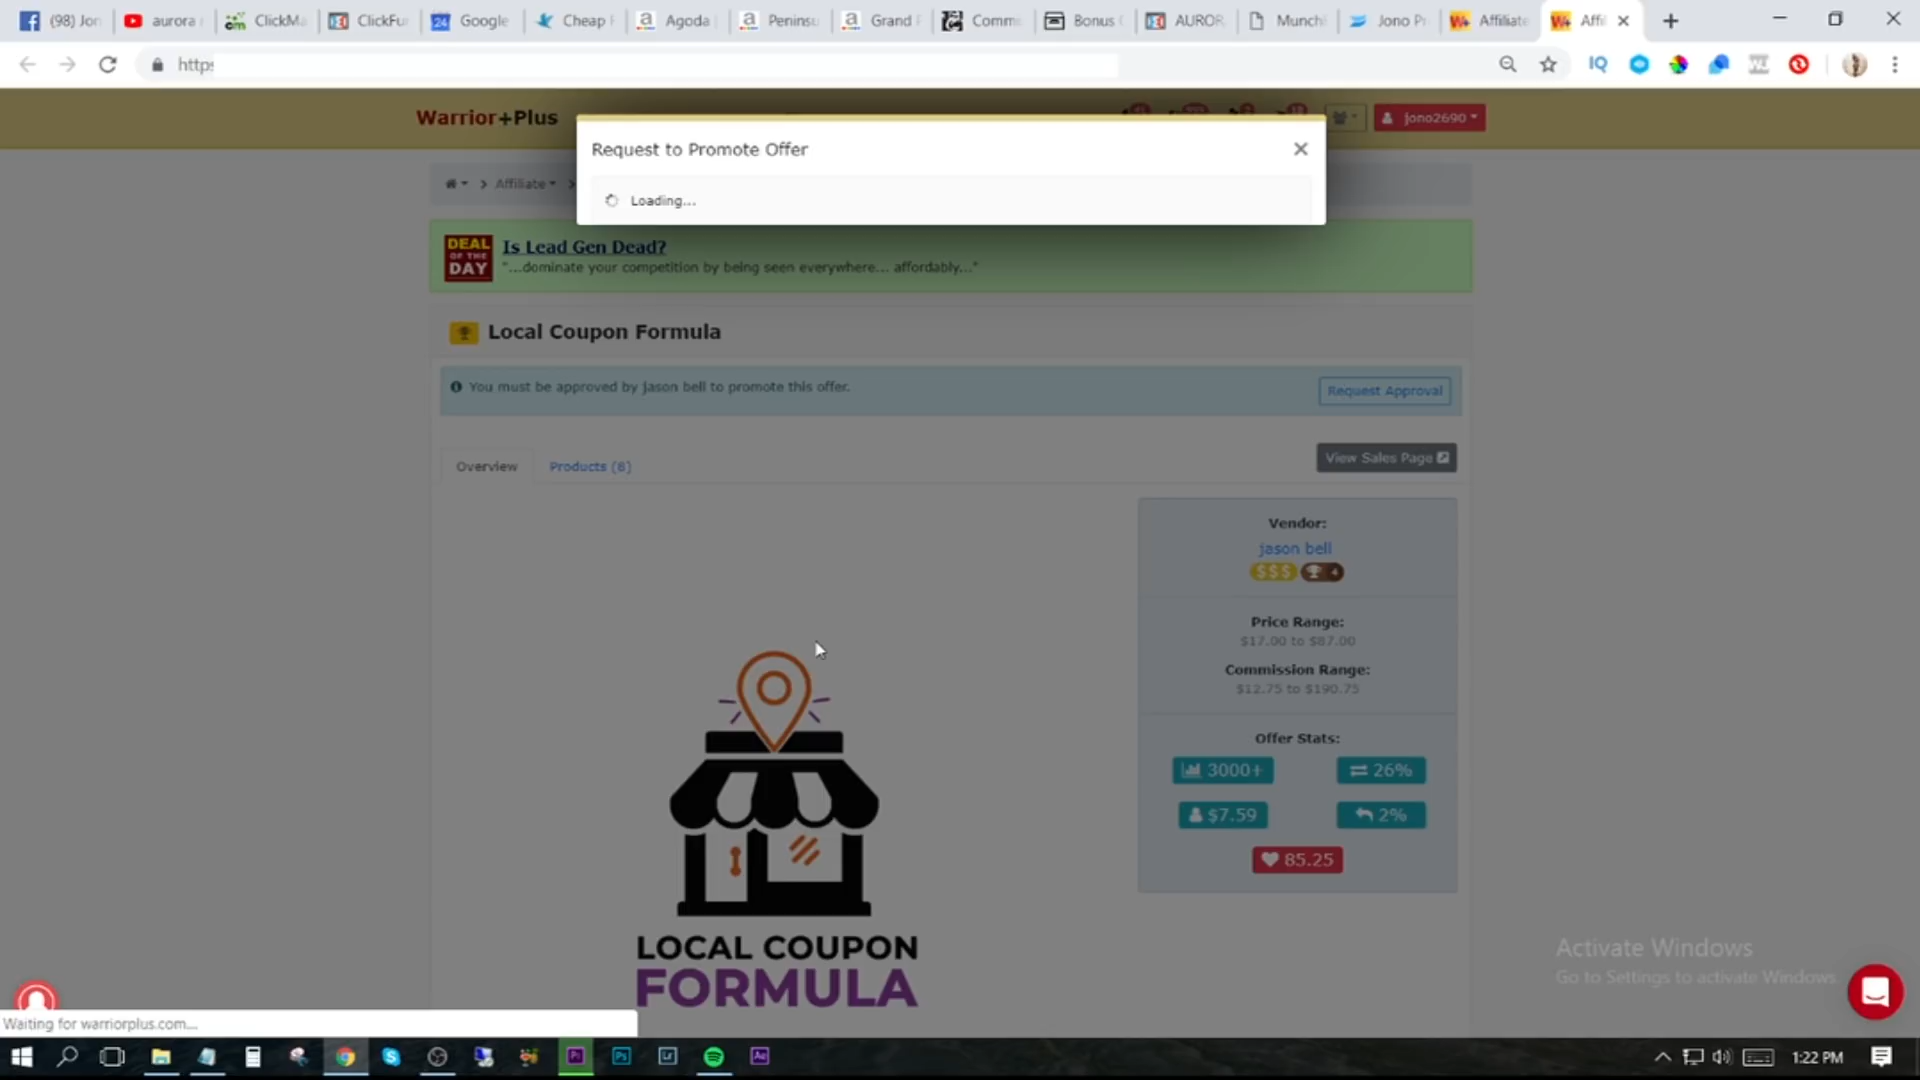 (98) Jon
aurora
ClickMa
ClickFu
24 Google
Cheap
Agoda
Peninsu
Grand
Comm
Bonus
AUROR
Munch
Jono P
Affiliate
Affil
https
Warrior+Plus
jono2690
Request to Promote Offer
Loading...
Affiliate
DEAL OF THE DAY
Is Lead Gen Dead?
"...dominate your competition by being seen everywhere... affordably..."
Local Coupon Formula
You must be approved by jason bell to promote this offer.
Request Approval
Overview
Products (8)
View Sales Page
Vendor:
jason bell
$$$ 4
Price Range:
$17.00 to $87.00
Commission Range:
$12.75 to $190.75
Offer Stats:
3000+ 26%
$7.59 2%
85.25
LOCAL COUPON
FORMULA
Activate Windows
Go to Settings to activate Windows.
Waiting for warriorplus.com...
1:22 PM